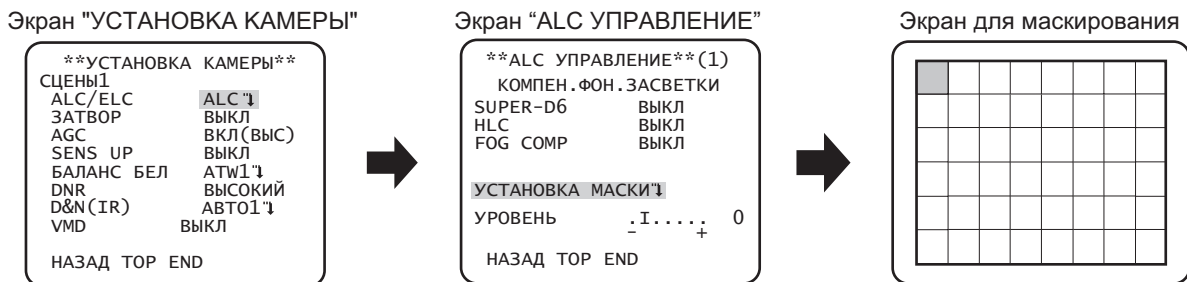 Экран "УСТАНОВКА КАМЕРЫ"
**УСТАНОВКА КАМЕРЫ**
СЦЕНЫ1
ALC/ELC ALC
ЗАТВОР ВЫКЛ
AGC ВКЛ(ВЫС)
SENS UP ВЫКЛ
БАЛАНС БЕЛ ATW1
DNR ВЫСОКИЙ
D&N(IR) АВТО1
VMD ВЫКЛ
НАЗАД TOP END
Экран “ALC УПРАВЛЕНИЕ”
**ALC УПРАВЛЕНИЕ**(1)
КОМПЕН.ФОН.ЗАСВЕТКИ
SUPER-D6 ВЫКЛ
HLC ВЫКЛ
FOG COMP ВЫКЛ
УСТАНОВКА МАСКИ
УРОВЕНЬ .I..... 0
- +
НАЗАД TOP END
Экран для маскирования